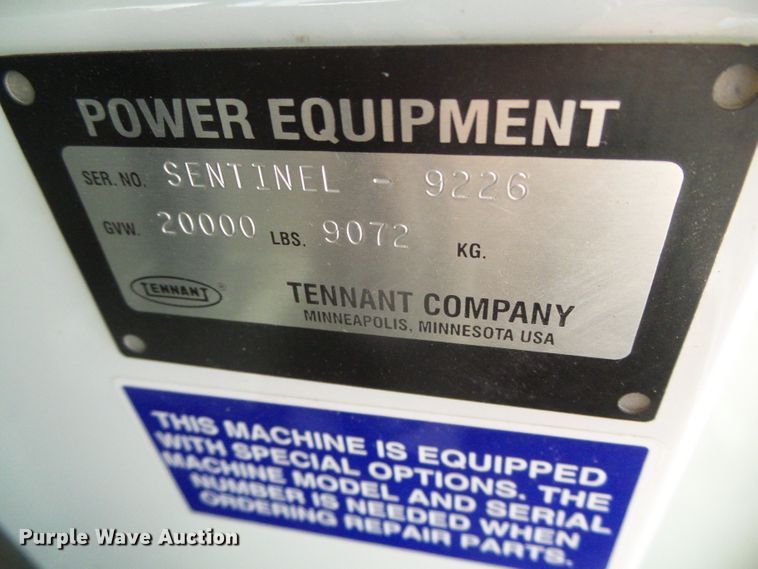 POWER EQUIPMENT
SER. NO. SENTINEL - 9226
GVW. 20000 LBS. 9072 KG.
TENNANT ®
TENNANT COMPANY
MINNEAPOLIS, MINNESOTA USA
THIS MACHINE IS EQUIPPED
WITH SPECIAL OPTIONS. THE
MACHINE MODEL AND SERIAL
NUMBER IS NEEDED WHEN
ORDERING REPAIR PARTS.
Purple Wave Auction